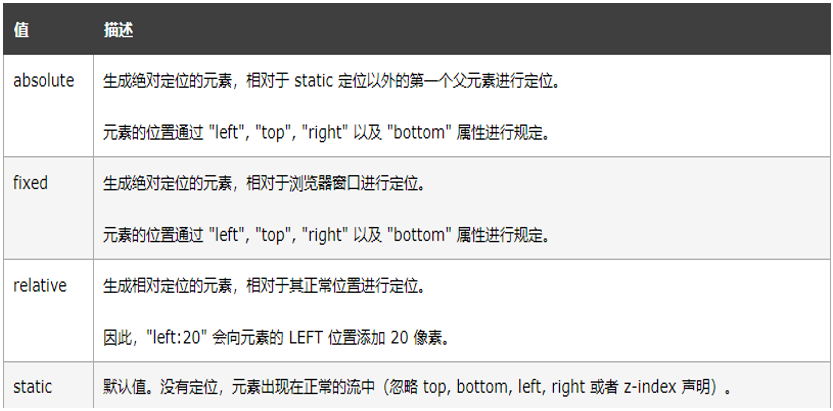 值 描述
absolute 生成绝对定位的元素，相对于 static 定位以外的第一个父元素进行定位。
元素的位置通过 "left", "top", "right" 以及 "bottom" 属性进行规定。
fixed 生成绝对定位的元素，相对于浏览器窗口进行定位。
元素的位置通过 "left", "top", "right" 以及 "bottom" 属性进行规定。
relative 生成相对定位的元素，相对于其正常位置进行定位。
因此，"left:20" 会向元素的 LEFT 位置添加 20 像素。
static 默认值。没有定位，元素出现在正常的流中（忽略 top, bottom, left, right 或者 z-index 声明）。